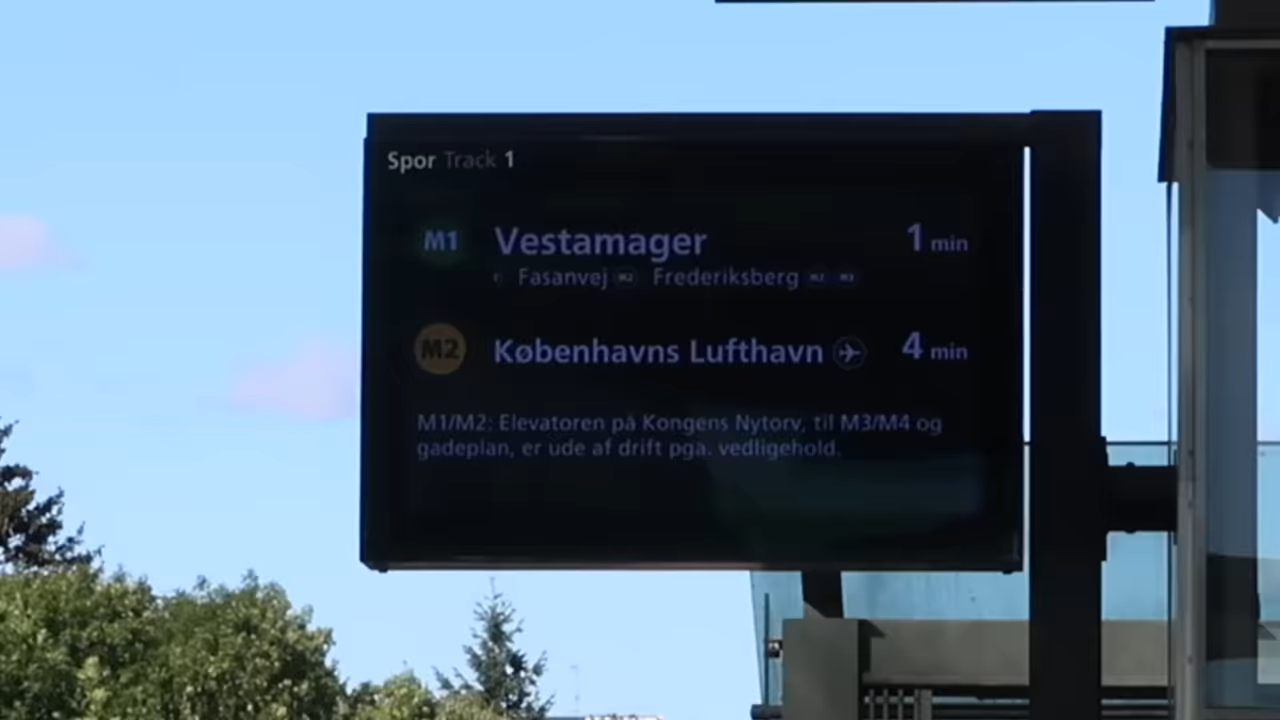 Spor Track 1
M1 Vestamager 1 min
Fasanvej M2 Frederiksberg
M2 Københavns Lufthavn 4 min
M1/M2: Elevatoren på Kongens Nytorv, til M3/M4 og
gadeplan, er ude af drift pga. vedligehold.